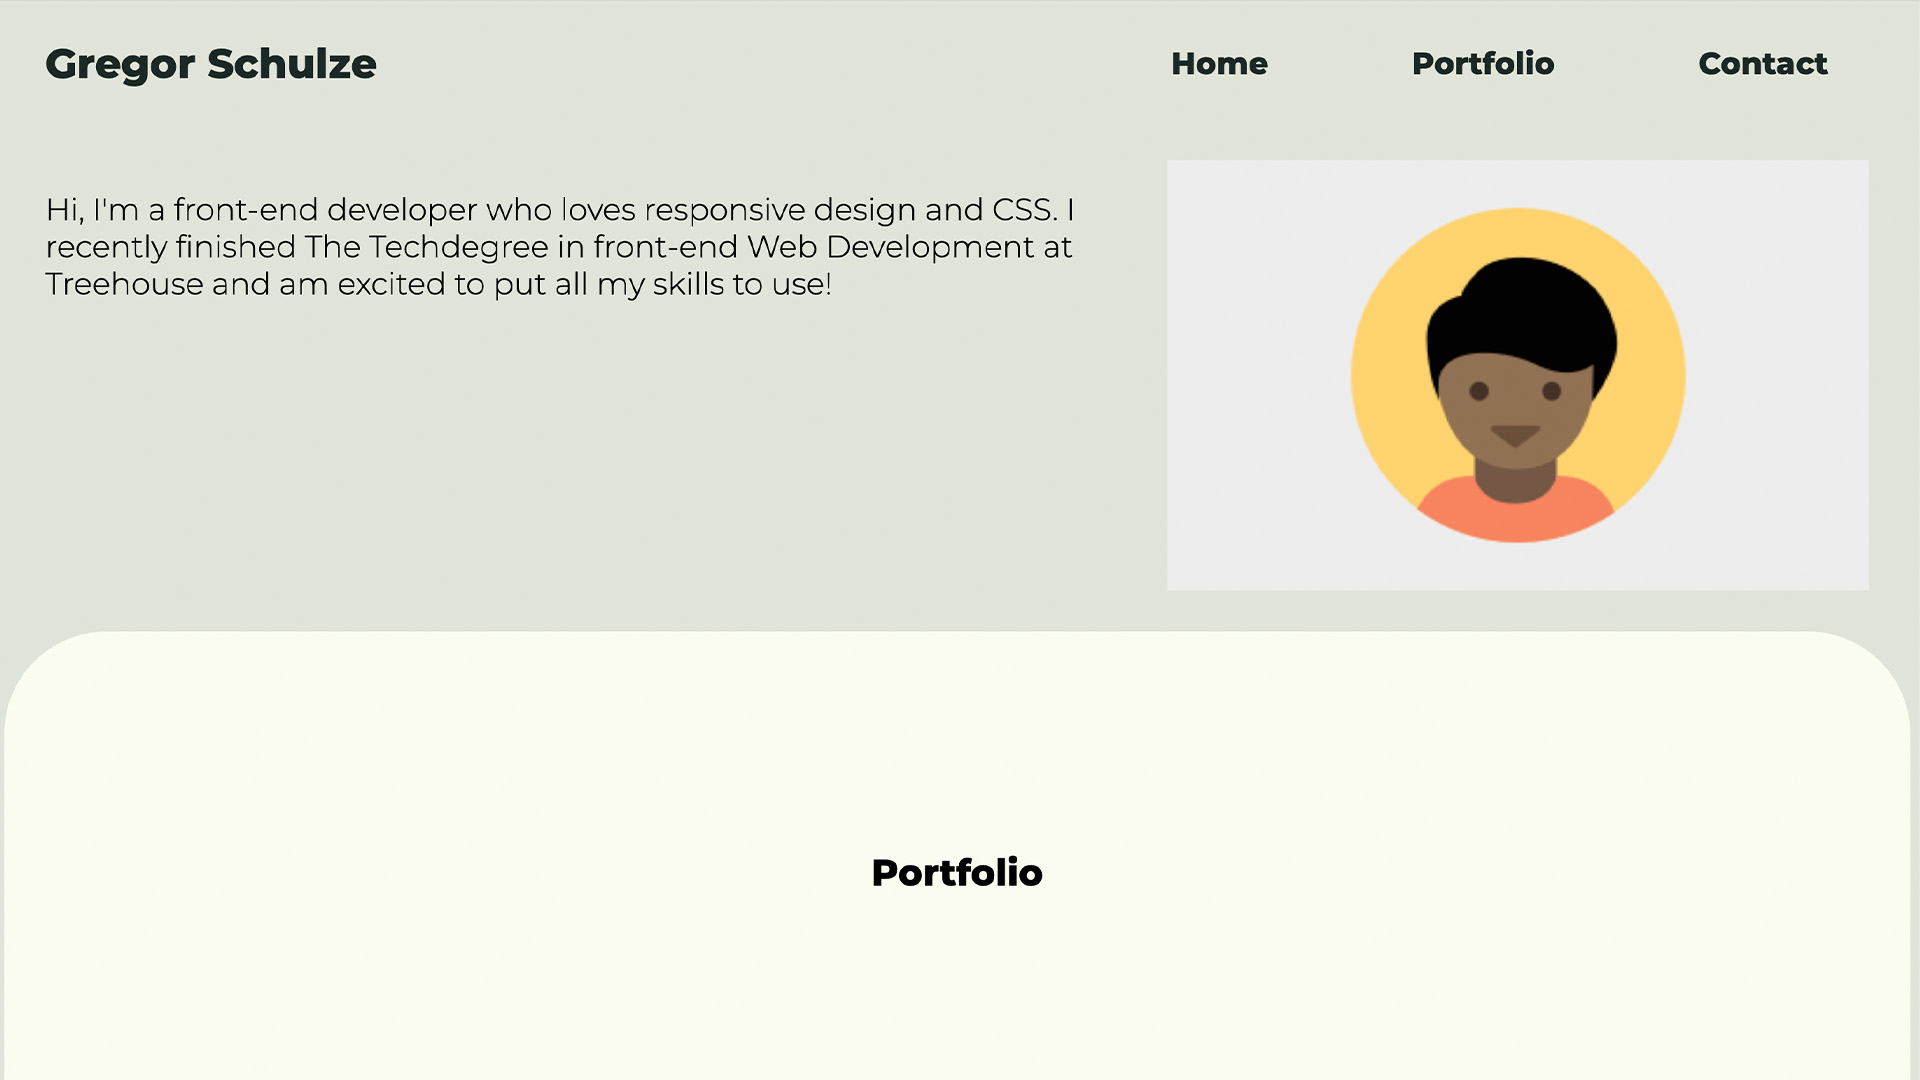 Gregor Schulze
Home
Portfolio
Contact
Hi, I'm a front-end developer who loves responsive design and CSS. I
recently finished The Techdegree in front-end Web Development at
Treehouse and am excited to put all my skills to use!
Portfolio